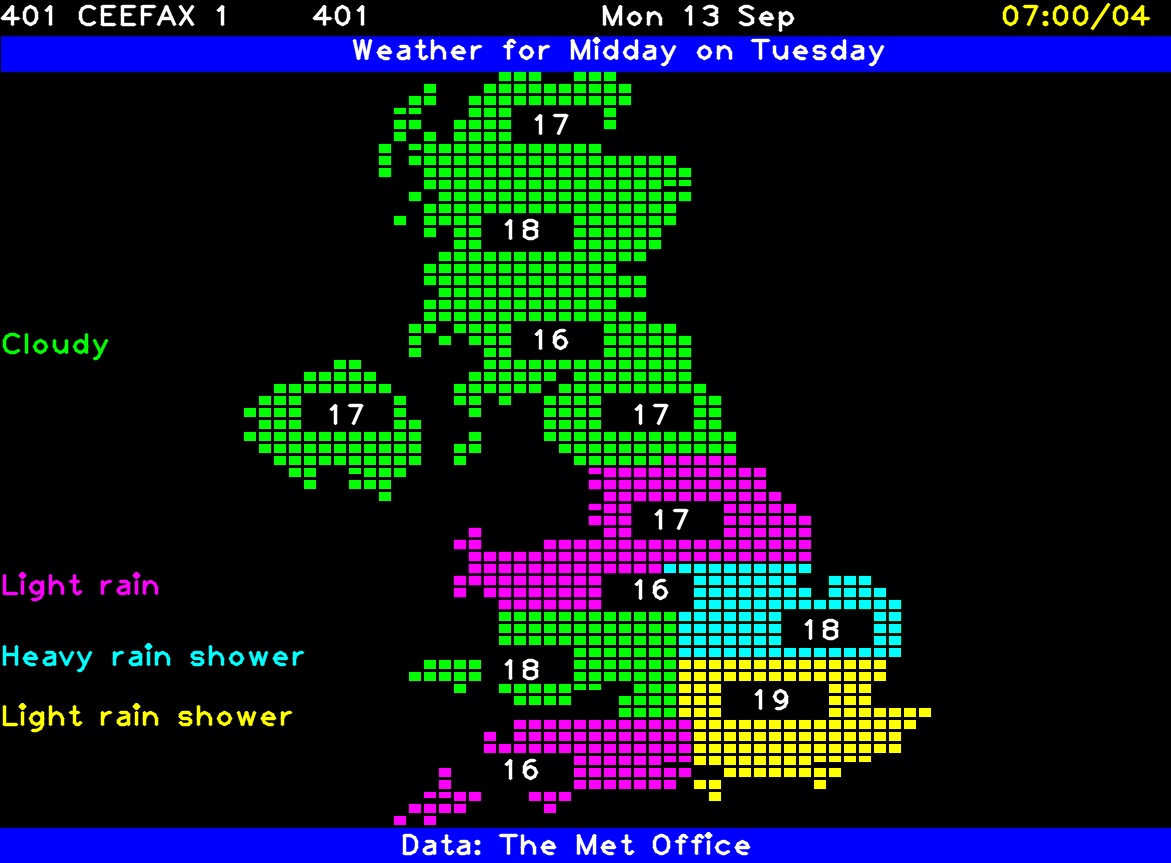 401 CEEFAX 1 401 Mon 13 Sep 07:00/04
Weather for Midday on Tuesday
17
18
16
Cloudy
17 17
17
Light rain
16
18
Heavy rain shower
18
19
Light rain shower
16
Data: The Met Office